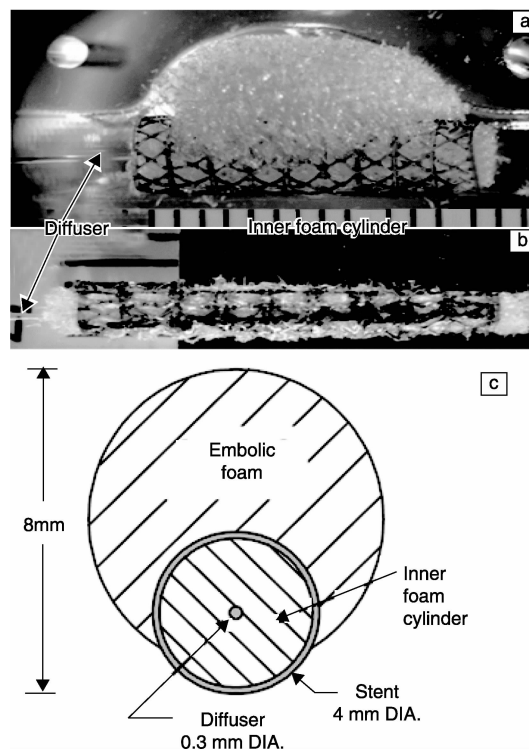 a
Diffuser
Inner foam cylinder
b
c
Embolic
foam
8mm
Inner
foam
cylinder
Stent
4 mm DIA.
Diffuser
0.3 mm DIA.